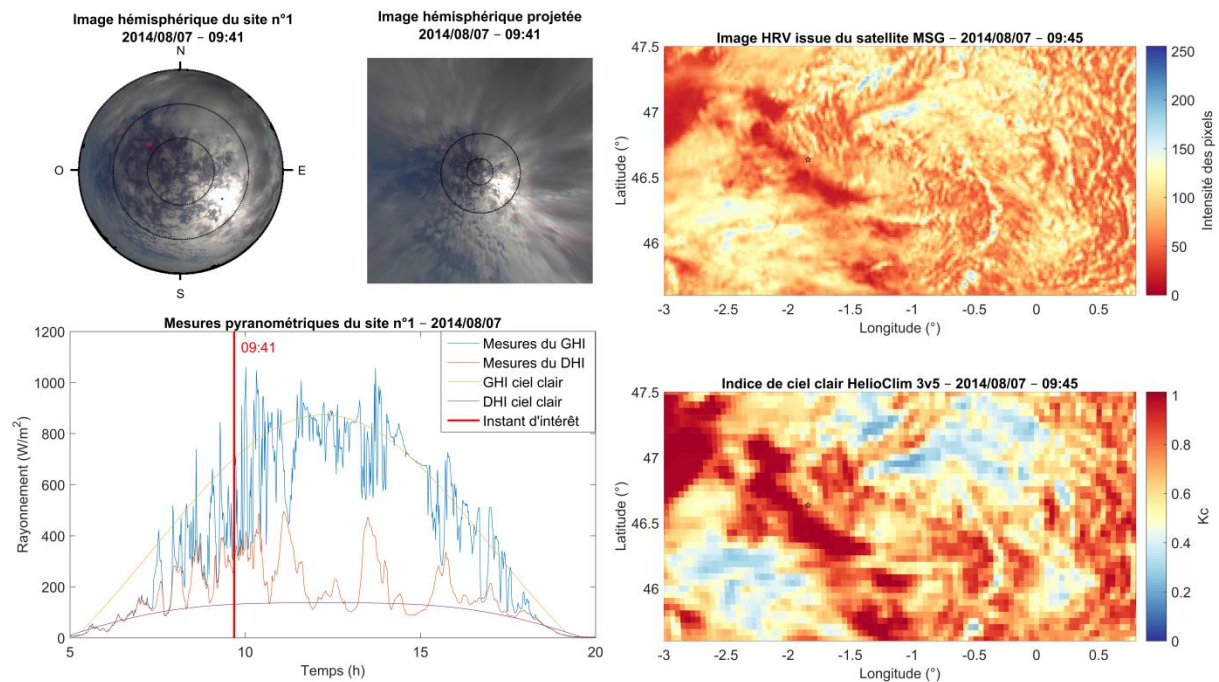 Image hémisphérique du site n°1
2014/08/07 – 09:41
N
O
E
S
Image hémisphérique projetée
2014/08/07 – 09:41
Image HRV issue du satellite MSG – 2014/08/07 – 09:45
47.5
47
46.5
46
Latitude (°)
-3
-2.5
-2
-1.5
-1
-0.5
0
0.5
Longitude (°)
250
200
150
100
50
0
Intensité des pixels
Mesures pyranométriques du site n°1 – 2014/08/07
1200
1000
800
600
400
200
0
Rayonnement (W/m²)
5
10
15
20
Temps (h)
09:41
Mesures du GHI
Mesures du DHI
GHI ciel clair
DHI ciel clair
Instant d'intérêt
Indice de ciel clair HelioClim 3v5 – 2014/08/07 – 09:45
47.5
47
46.5
46
Latitude (°)
-3
-2.5
-2
-1.5
-1
-0.5
0
0.5
Longitude (°)
1
0.8
0.6
0.4
0.2
0
Kc